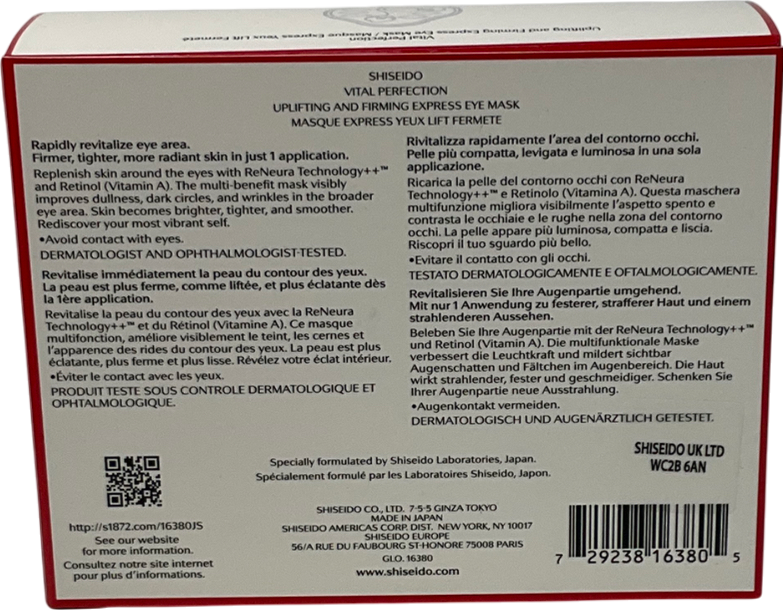 Uplifting and Firming Express Eye Mask / Masque Express Yeux Lift Fermeté
Vital Perfection
SHISEIDO
VITAL PERFECTION
UPLIFTING AND FIRMING EXPRESS EYE MASK
MASQUE EXPRESS YEUX LIFT FERMETE
Rapidly revitalize eye area.
Firmer, tighter, more radiant skin in just 1 application.
Replenish skin around the eyes with ReNeura Technology++™
and Retinol (Vitamin A). The multi-benefit mask visibly
improves dullness, dark circles, and wrinkles in the broader
eye area. Skin becomes brighter, tighter, and smoother.
Rediscover your most vibrant self.
•Avoid contact with eyes.
DERMATOLOGIST AND OPHTHALMOLOGIST-TESTED.
Revitalise immédiatement la peau du contour des yeux.
La peau est plus ferme, comme liftée, et plus éclatante dès
la 1ère application.
Revitalise la peau du contour des yeux avec la ReNeura
Technology++™ et du Rétinol (Vitamine A). Ce masque
multifonction, améliore visiblement le teint, les cernes et
l'apparence des rides du contour des yeux. La peau est plus
éclatante, plus ferme et plus lisse. Révélez votre éclat intérieur.
•Éviter le contact avec les yeux.
PRODUIT TESTE SOUS CONTROLE DERMATOLOGIQUE ET
OPHTALMOLOGIQUE.
Rivitalizza rapidamente l'area del contorno occhi.
Pelle più compatta, levigata e luminosa in una sola
applicazione.
Ricarica la pelle del contorno occhi con ReNeura
Technology++™ e Retinolo (Vitamina A). Questa maschera
multifunzione migliora visibilmente l'aspetto spento e
contrasta le occhiaie e le rughe nella zona del contorno
occhi. La pelle appare più luminosa, compatta e liscia.
Riscopri il tuo sguardo più bello.
•Evitare il contatto con gli occhi.
TESTATO DERMATOLOGICAMENTE E OFTALMOLOGICAMENTE.
Revitalisieren Sie Ihre Augenpartie umgehend.
Mit nur 1 Anwendung zu festerer, strafferer Haut und einem
strahlenderen Aussehen.
Beleben Sie Ihre Augenpartie mit der ReNeura Technology++™
und Retinol (Vitamin A). Die multifunktionale Maske
verbessert die Leuchtkraft und mildert sichtbar
Augenschatten und Fältchen im Augenbereich. Die Haut
wirkt strahlender, fester und geschmeidiger. Schenken Sie
Ihrer Augenpartie neue Ausstrahlung.
•Augenkontakt vermeiden.
DERMATOLOGISCH UND AUGENÄRZTLICH GETESTET.
SHISEIDO UK LTD
WC2B 6AN
Specially formulated by Shiseido Laboratories, Japan.
Spécialement formulé par les Laboratoires Shiseido, Japon.
http://s1872.com/16380JS
See our website
for more information.
Consultez notre site internet
pour plus d'informations.
SHISEIDO CO., LTD. 7-5-5 GINZA TOKYO
MADE IN JAPAN
SHISEIDO AMERICAS CORP. DIST. NEW YORK, NY 10017
SHISEIDO EUROPE
56/A RUE DU FAUBOURG ST-HONORE 75008 PARIS
GLO. 16380
www.shiseido.com
7 29238 16380 5